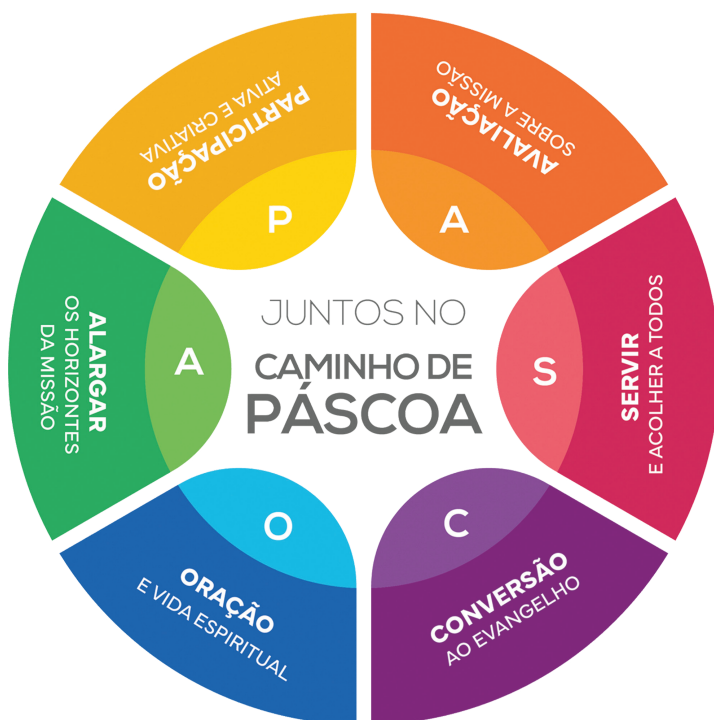 JUNTOS NO
CAMINHO DE
PÁSCOA
P
PARTICIPAÇÃO
ATIVA E CRIATIVA
A
AVALIAÇÃO
SOBRE A MISSÃO
S
SERVIR
E ACOLHER A TODOS
C
CONVERSÃO
AO EVANGELHO
O
ORAÇÃO
E VIDA ESPIRITUAL
A
ALARGAR
OS HORIZONTES
DA MISSÃO